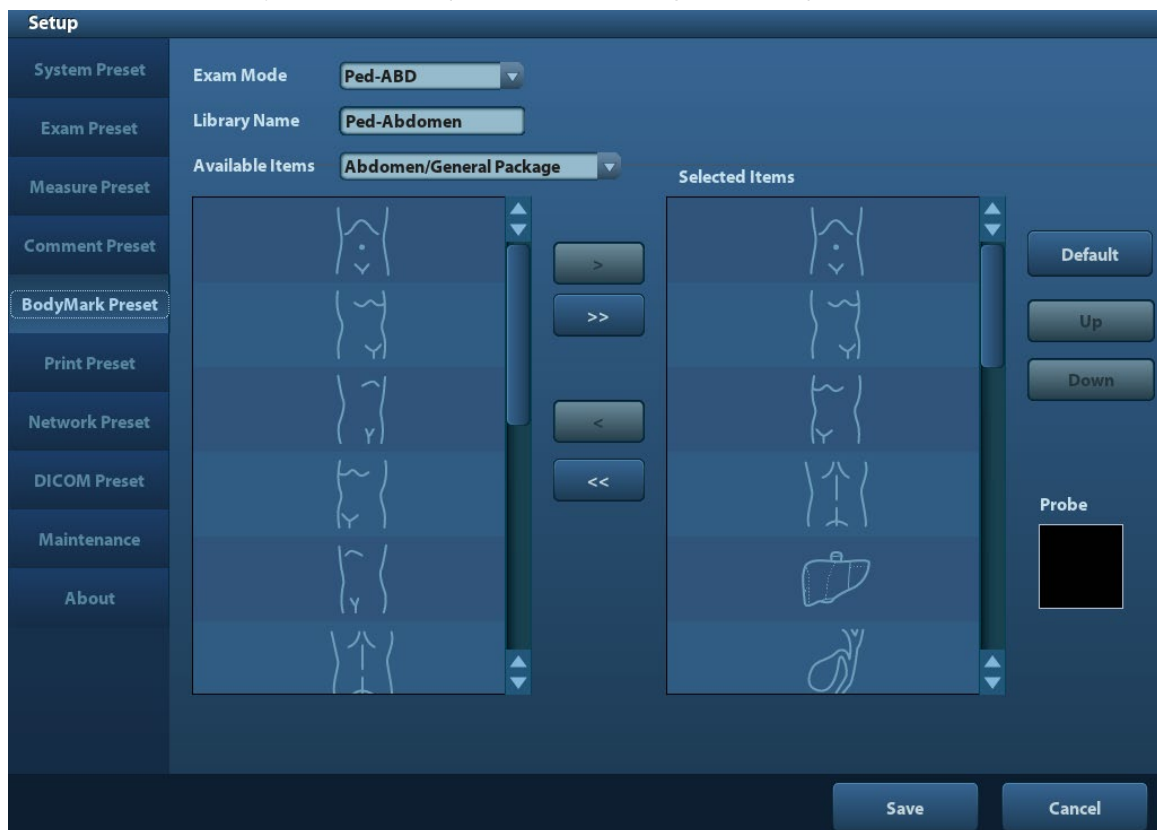 Setup
System Preset
Exam Preset
Measure Preset
Comment Preset
BodyMark Preset
Print Preset
Network Preset
DICOM Preset
Maintenance
About
Exam Mode
Ped-ABD
Library Name
Ped-Abdomen
Available Items
Abdomen/General Package
>
>>
<
<<
Selected Items
Default
Up
Down
Probe
Save
Cancel